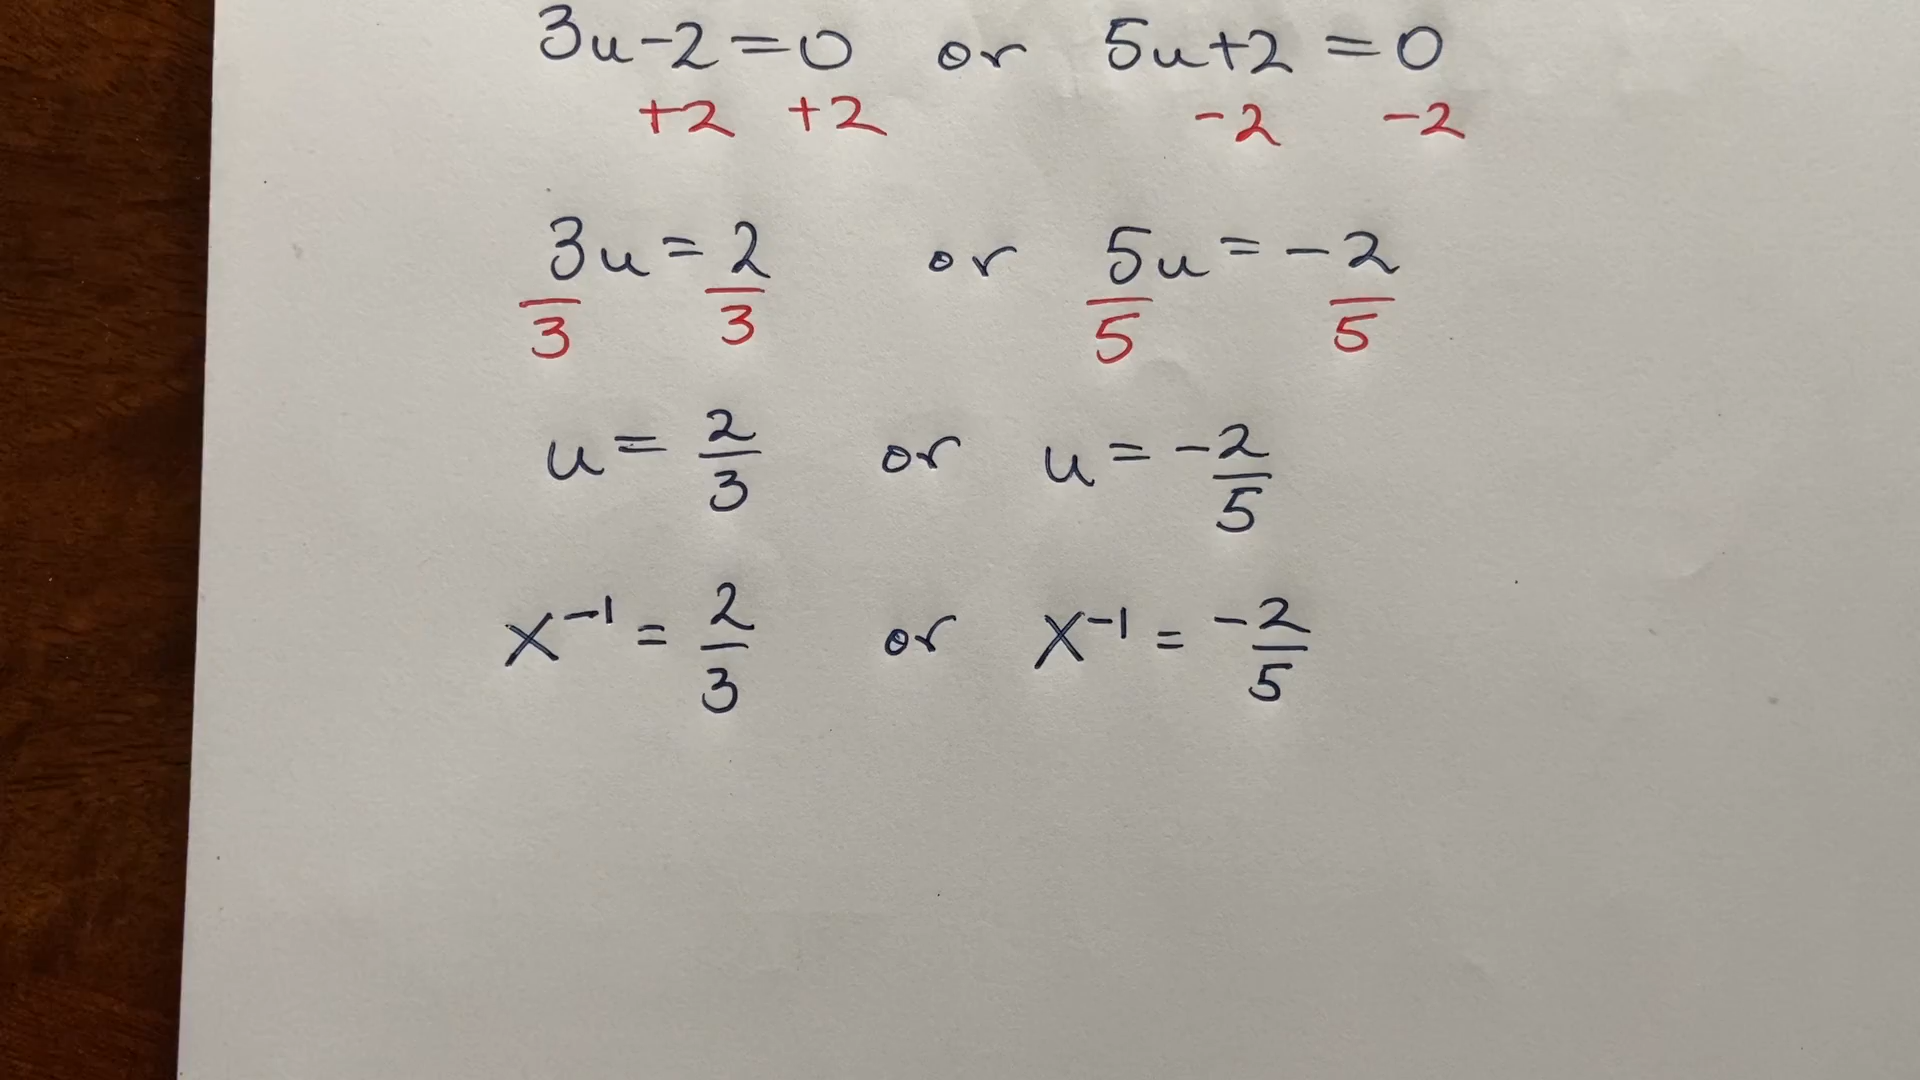 3u-2=0 or 5u+2=0
+2 +2 -2 -2
3u=2 or 5u=-2
3 3 5 5
u=2/3 or u=-2/5
x⁻¹=2/3 or x⁻¹=-2/5